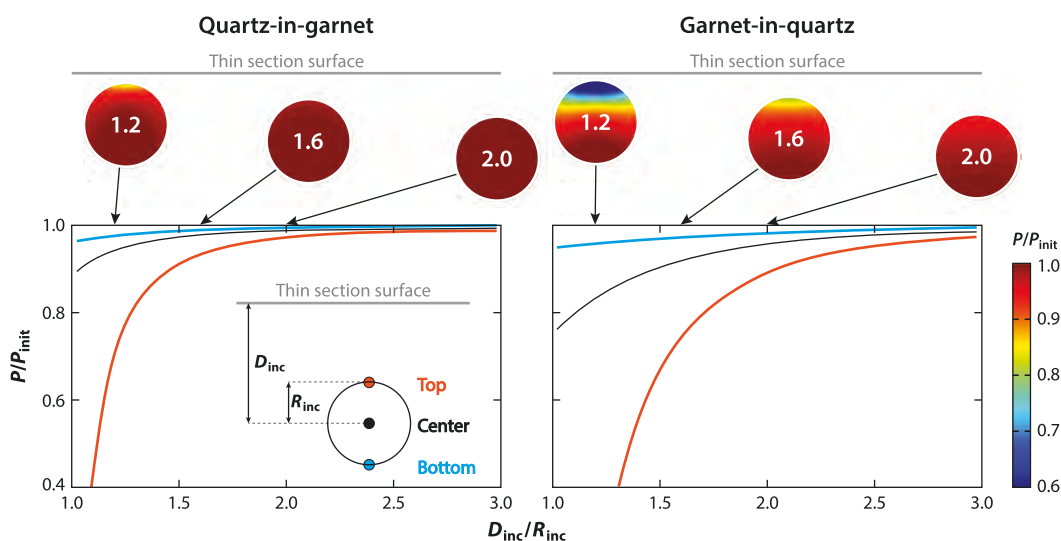 Quartz-in-garnet
Garnet-in-quartz
Thin section surface
Thin section surface
1.2
1.6
2.0
1.2
1.6
2.0
P/Pinit
1.0
0.8
0.6
0.4
1.0
1.5
2.0
2.5
3.0
Thin section surface
Dinc
Rinc
Top
Center
Bottom
1.0
1.5
2.0
2.5
3.0
P/Pinit
1.0
0.9
0.8
0.7
0.6
Dinc/Rinc